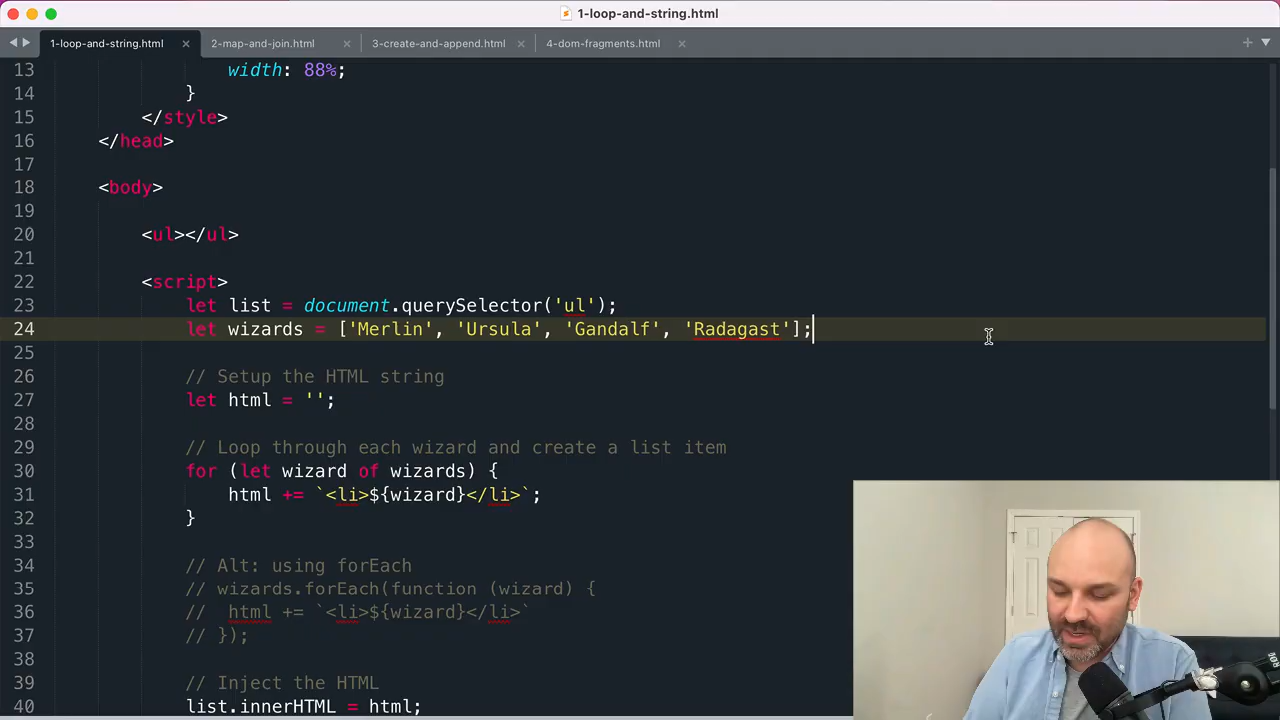 1-loop-and-string.html
1-loop-and-string.html 2-map-and-join.html 3-create-and-append.html 4-dom-fragments.html
13 width: 88%;
14 }
15 </style>
16 </head>
17
18 <body>
19
20 <ul></ul>
21
22 <script>
23 let list = document.querySelector('ul');
24 let wizards = ['Merlin', 'Ursula', 'Gandalf', 'Radagast'];
25
26 // Setup the HTML string
27 let html = '';
28
29 // Loop through each wizard and create a list item
30 for (let wizard of wizards) {
31 html += `<li>${wizard}</li>`;
32 }
33
34 // Alt: using forEach
35 // wizards.forEach(function (wizard) {
36 // html += `<li>${wizard}</li>`
37 // });
38
39 // Inject the HTML
40 list.innerHTML = html;